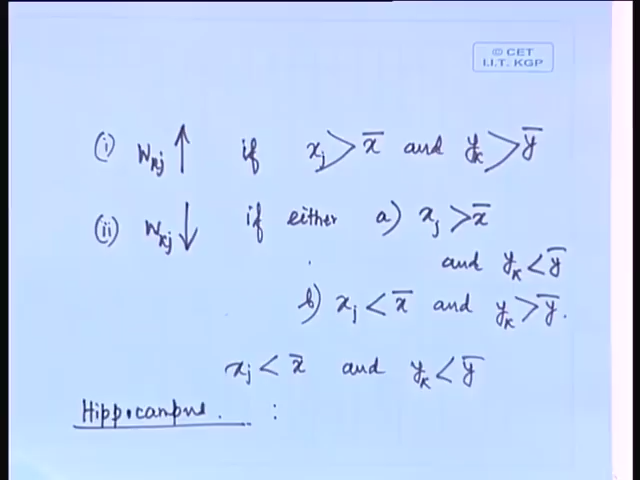 © CET
I.I.T. KGP
(i) W_kj ↑ if x_j > x̄ and y_k > ȳ
(ii) W_kj ↓ if either a) x_j > x̄
and y_k < ȳ
b) x_j < x̄ and y_k > ȳ.
x_j < x̄ and y_k < ȳ
Hippocampus. :